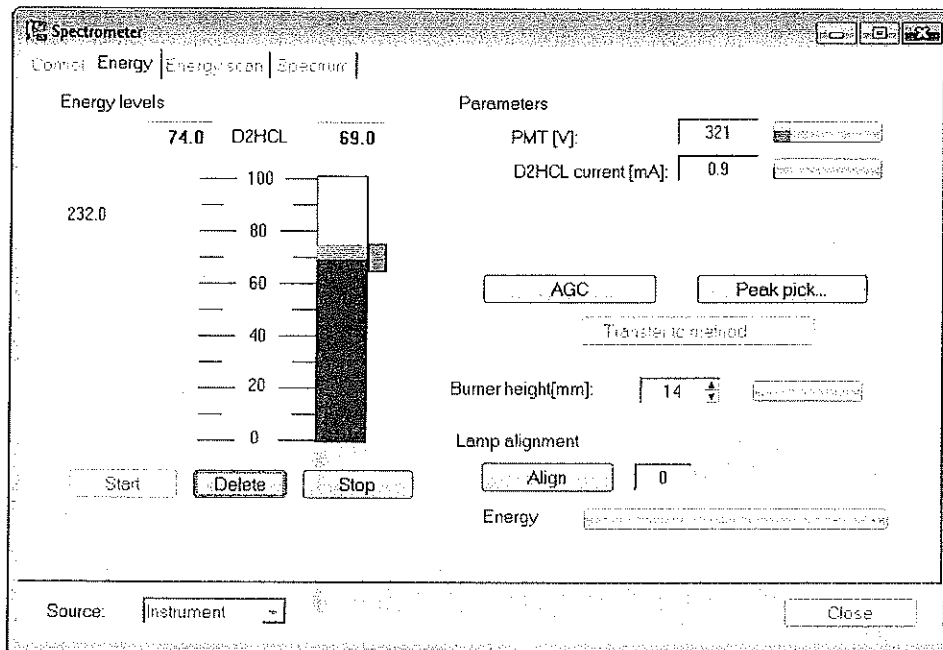 Spectrometer
Control Energy Energy scan Spectrum
Energy levels
74.0 D2HCL 69.0
232.0
100
80
60
40
20
0
Start Delete Stop
Parameters
PMT [V]: 321
D2HCL current [mA]: 0.9
AGC Peak pick...
Transfer to method
Burner height[mm]: 14
Lamp alignment
Align 0
Energy
Source: Instrument
Close